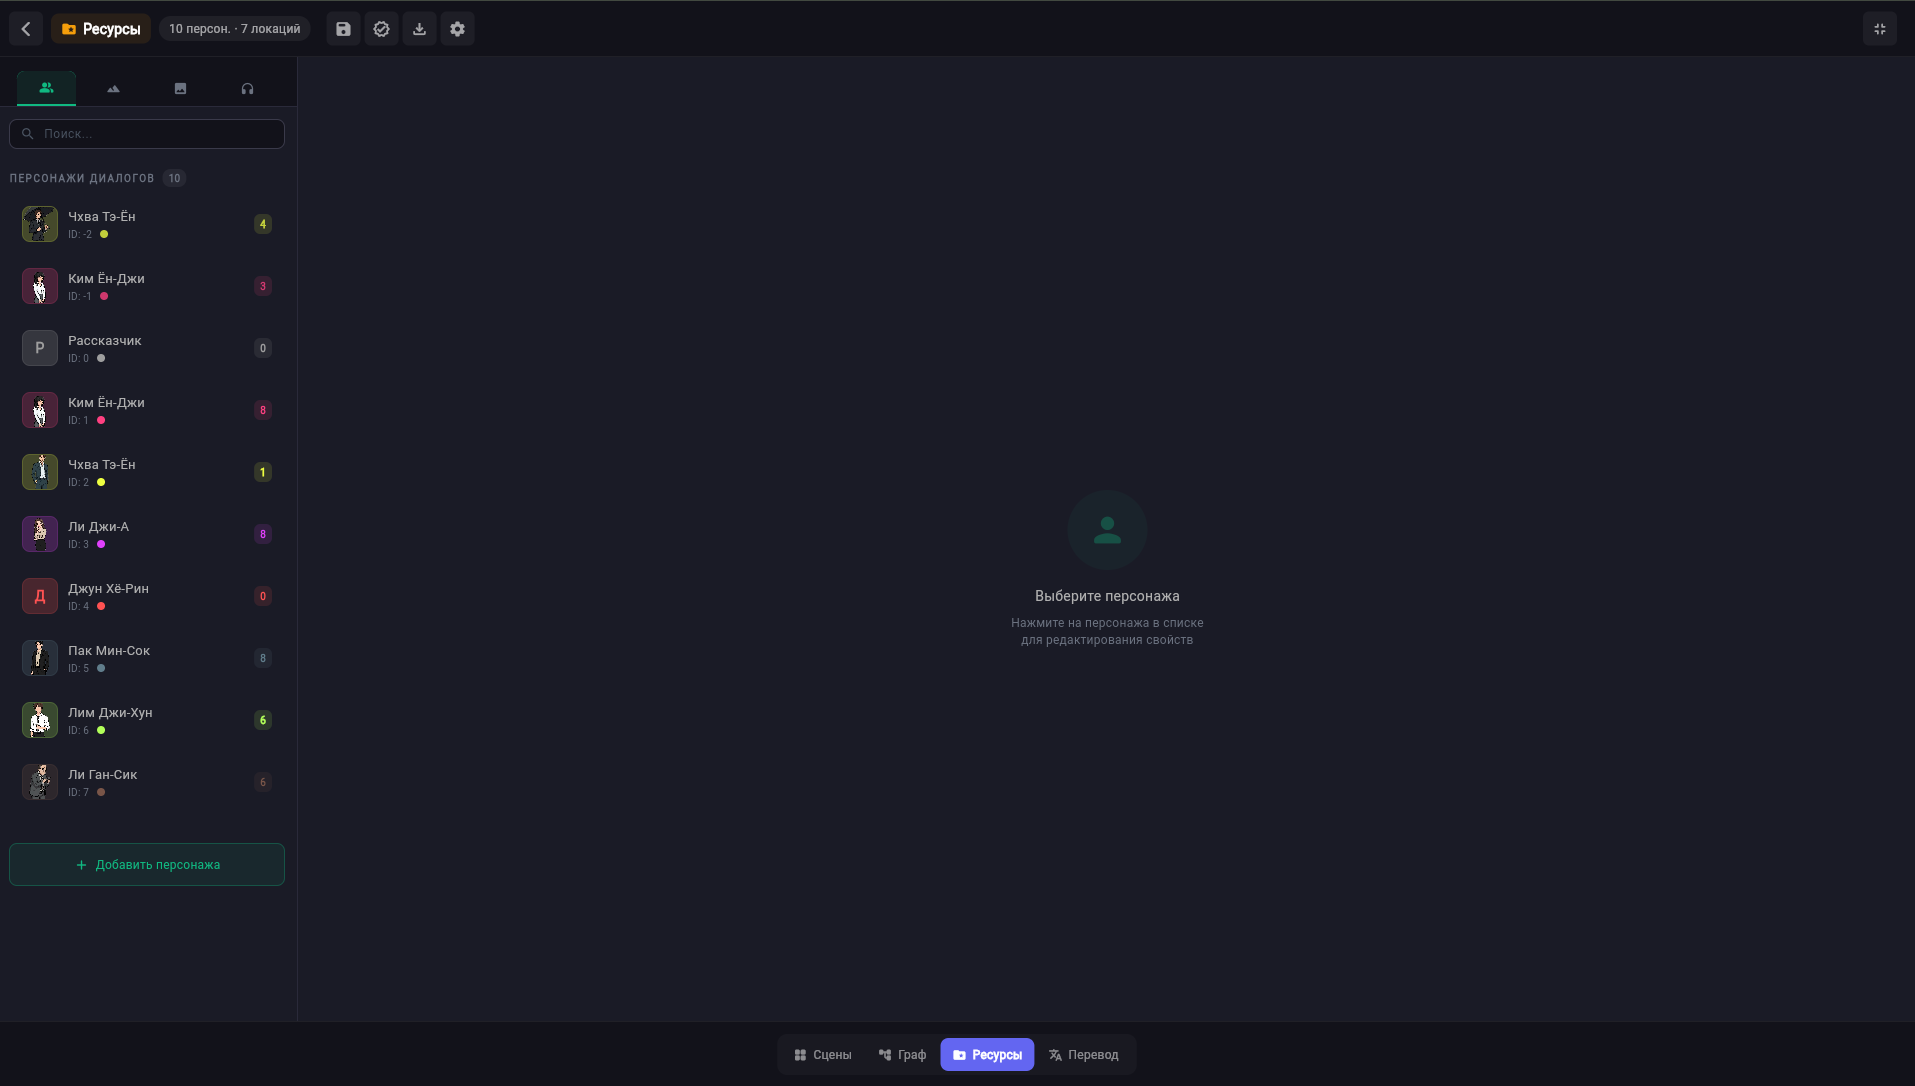 Ресурсы
10 персон. · 7 локаций
Поиск...
ПЕРСОНАЖИ ДИАЛОГОВ 10
Чхва Тэ-Ён
ID: -2
4
Ким Ён-Джи
ID: -1
3
Р
Рассказчик
ID: 0
0
Ким Ён-Джи
ID: 1
8
Чхва Тэ-Ён
ID: 2
1
Ли Джи-А
ID: 3
8
Д
Джун Хё-Рин
ID: 4
0
Пак Мин-Сок
ID: 5
8
Лим Джи-Хун
ID: 6
6
Ли Ган-Сик
ID: 7
6
+ Добавить персонажа
Выберите персонажа
Нажмите на персонажа в списке
для редактирования свойств
Сцены
Граф
Ресурсы
Перевод